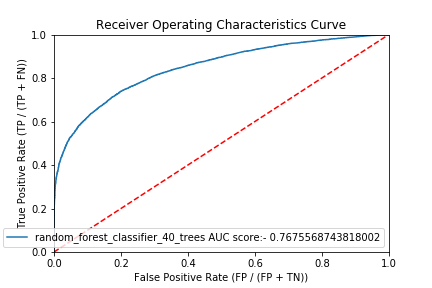 Receiver Operating Characteristics Curve
1.0
0.8
0.6
0.4
0.2
0.0
True Positive Rate (TP / (TP + FN))
random_forest_classifier_40_trees AUC score:- 0.7675568743818002
0.0 0.2 0.4 0.6 0.8 1.0
False Positive Rate (FP / (FP + TN))